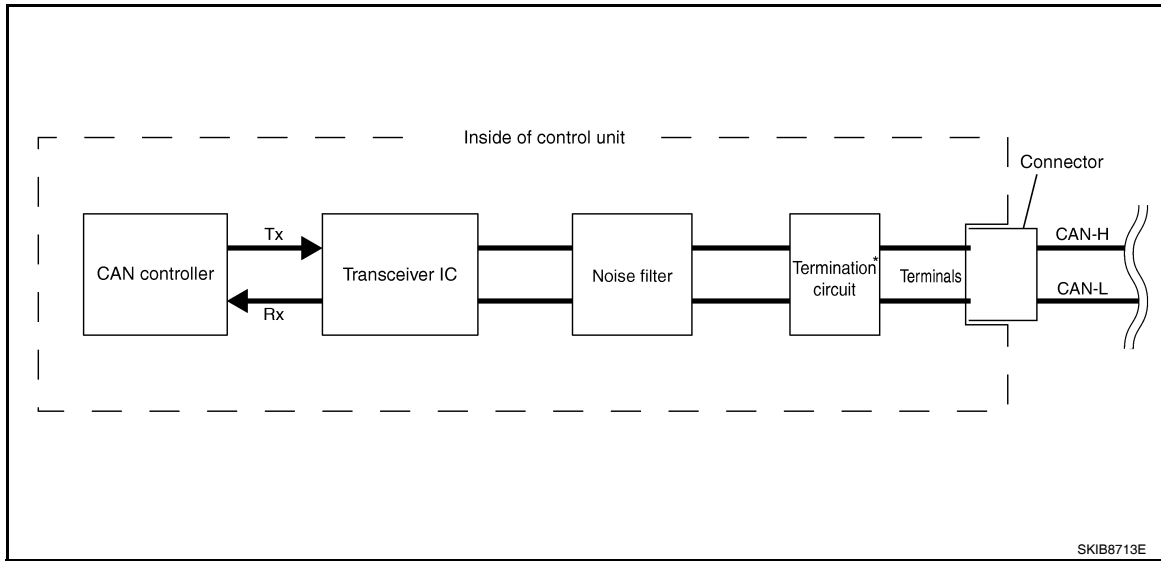 Inside of control unit
Connector
Tx
CAN-H
CAN controller
Transceiver IC
Noise filter
Termination*
circuit
Terminals
CAN-L
Rx
SKIB8713E